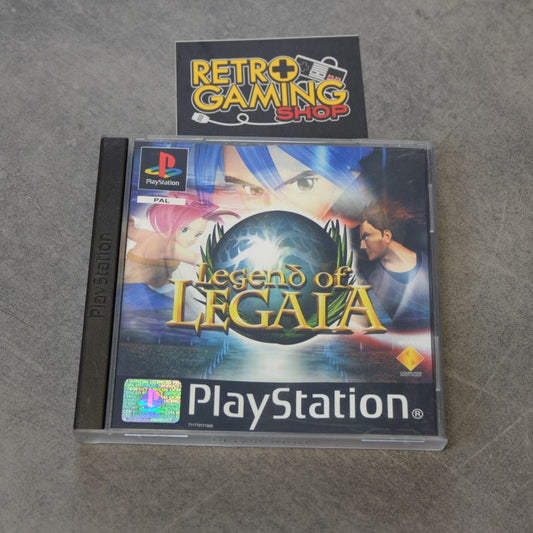 RETRO
GAMING
SHOP
PlayStation
PAL
PlayStation
Legend of
LEGAIA
PlayStation®